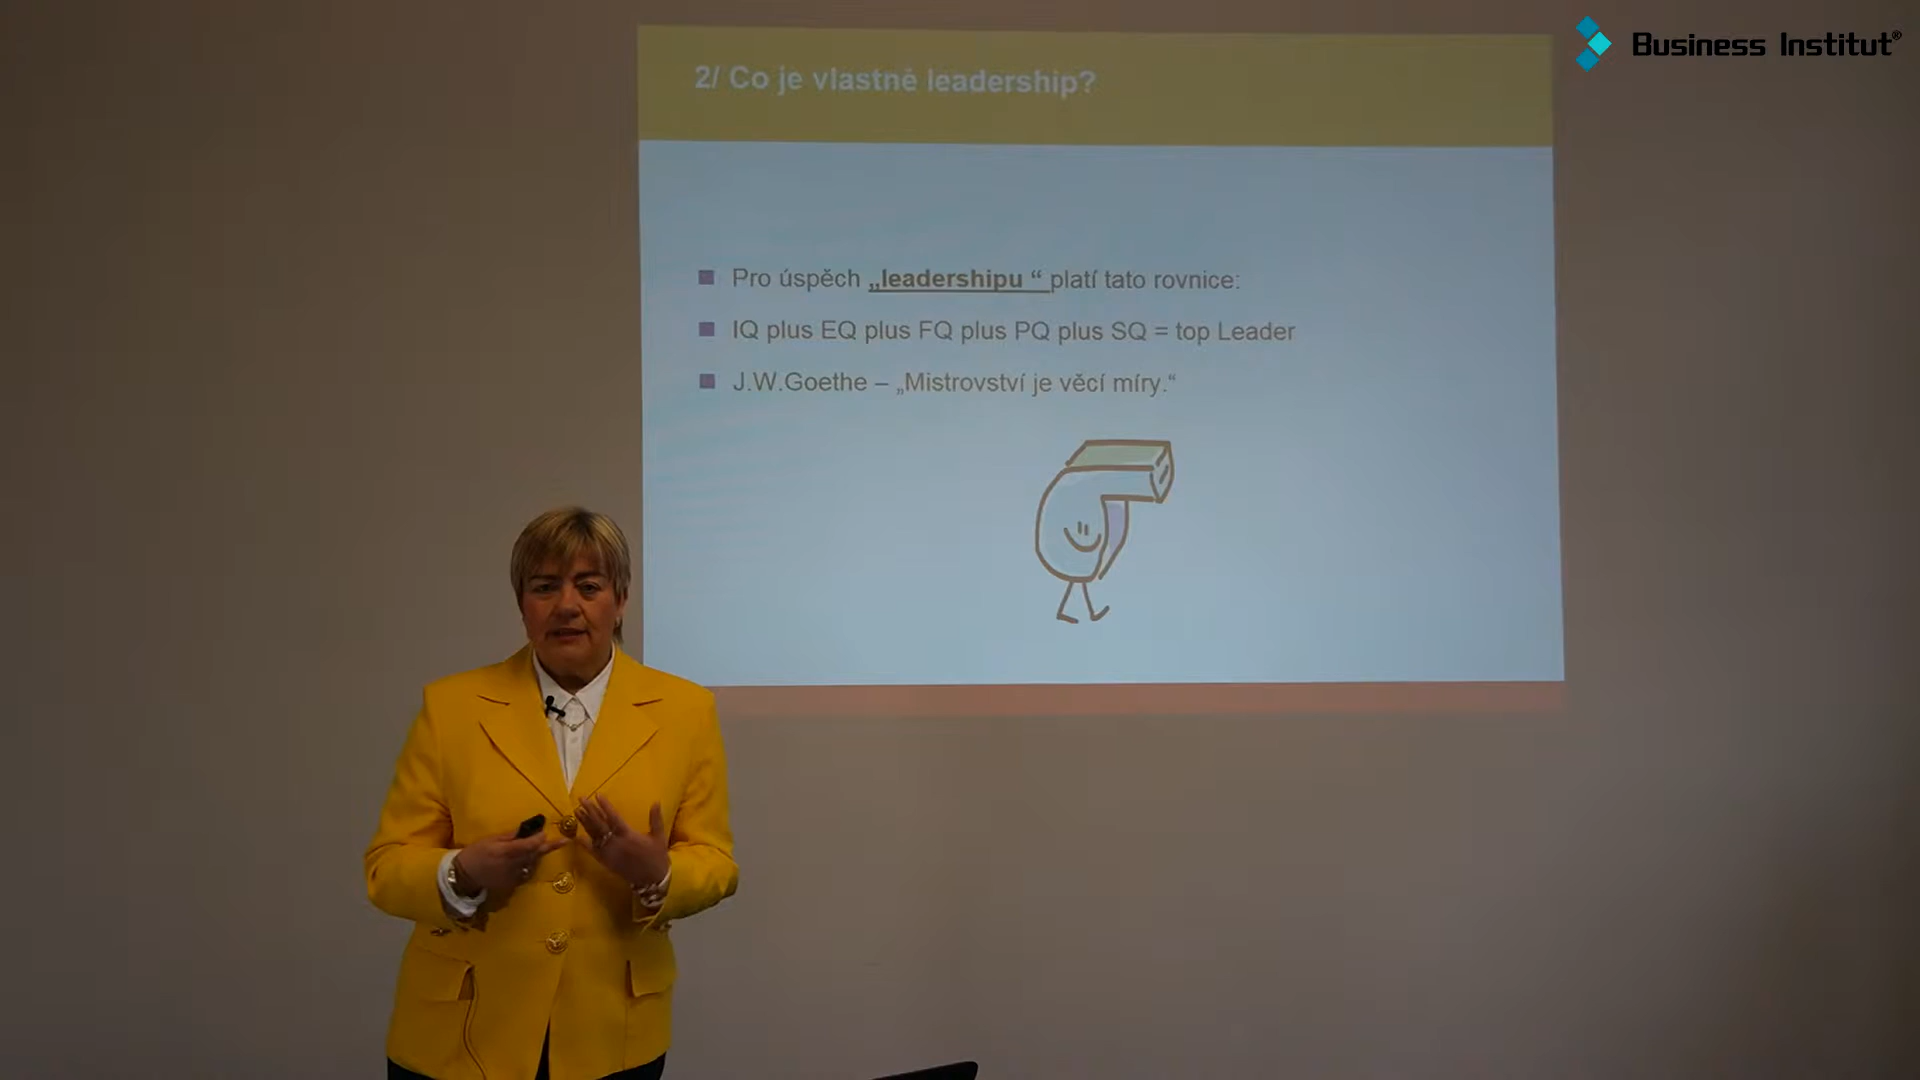 Business Institut®
2/ Co je vlastně leadership?
Pro úspěch „leadershipu “ platí tato rovnice:
IQ plus EQ plus FQ plus PQ plus SQ = top Leader
J.W.Goethe – „Mistrovství je věcí míry.“